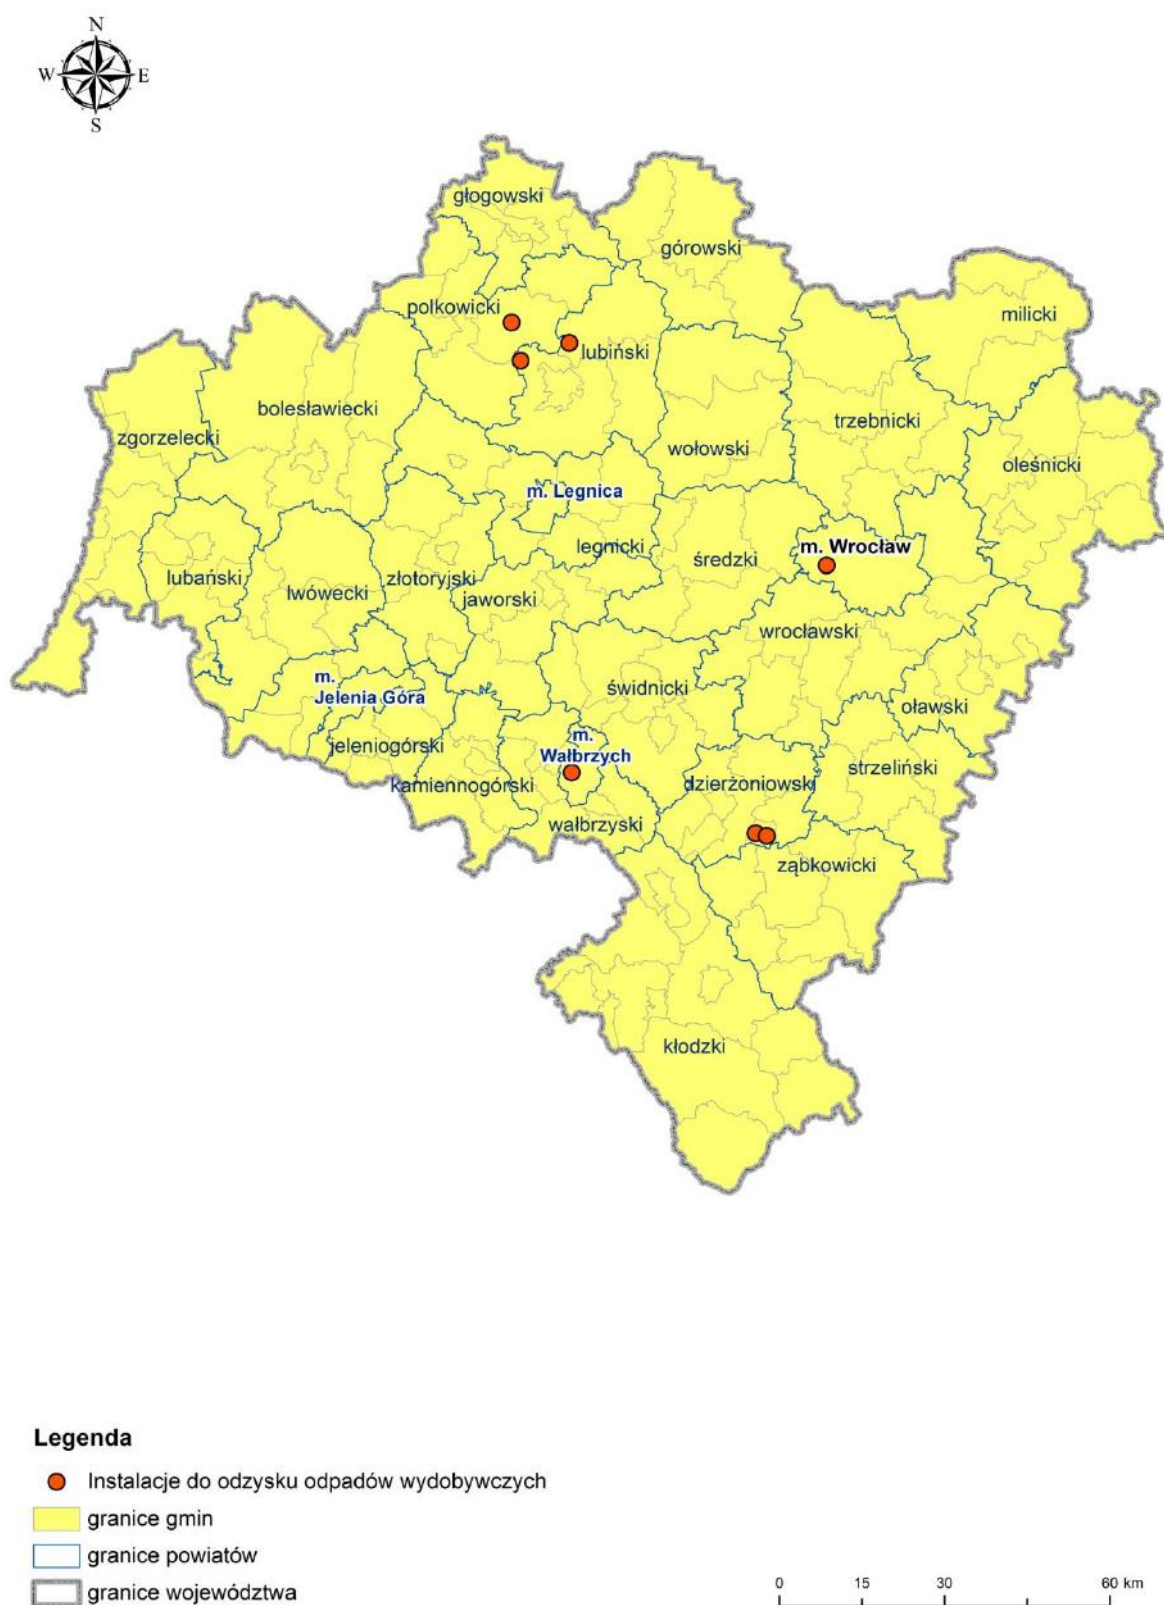 N
W E
S
głogowski
górowski
polkowicki
milicki
lubiński
bolesławiecki
trzebnicki
zgorzelecki
wołowski
oleśnicki
m. Legnica
legnicki
średzki
m. Wrocław
lubański
lwówecki
złotoryjski
jaworski
wrocławski
m.
Jelenia Góra
świdnicki
oławski
jeleniogórski
m.
Wałbrzych
strzeliński
kamiennogórski
dzierżoniowski
wałbrzyski
ząbkowicki
kłodzki
Legenda
Instalacje do odzysku odpadów wydobywczych
granice gmin
granice powiatów
granice województwa
0 15 30 60 km